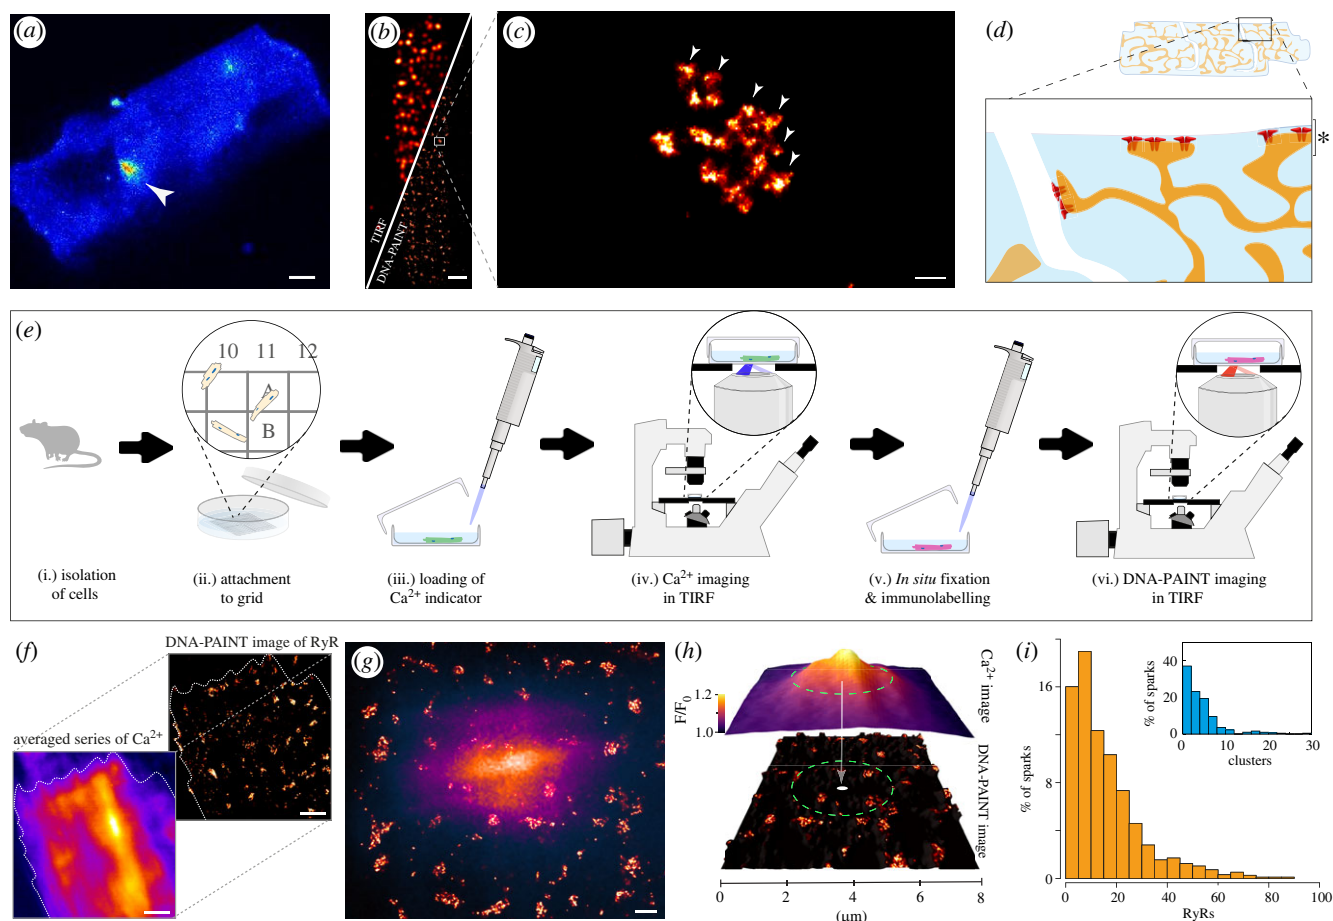 (a)
(b)
TIRF
DNA-PAINT
(c)
(d)
*
(e)
10 11 12
A
B
(i.) isolation
of cells
(ii.) attachment
to grid
(iii.) loading of
Ca2+ indicator
(iv.) Ca2+ imaging
in TIRF
(v.) In situ fixation
& immunolabelling
(vi.) DNA-PAINT imaging
in TIRF
(f)
DNA-PAINT image of RyR
averaged series of Ca2+
(g)
(h)
F/F0
1.2
1.0
Ca2+ image
DNA-PAINT image
0 2 4 6 8
(µm)
(i)
% of sparks
16
8
0
0 20 40 60 80 100
RyRs
% of sparks
40
20
0
0 10 20 30
clusters